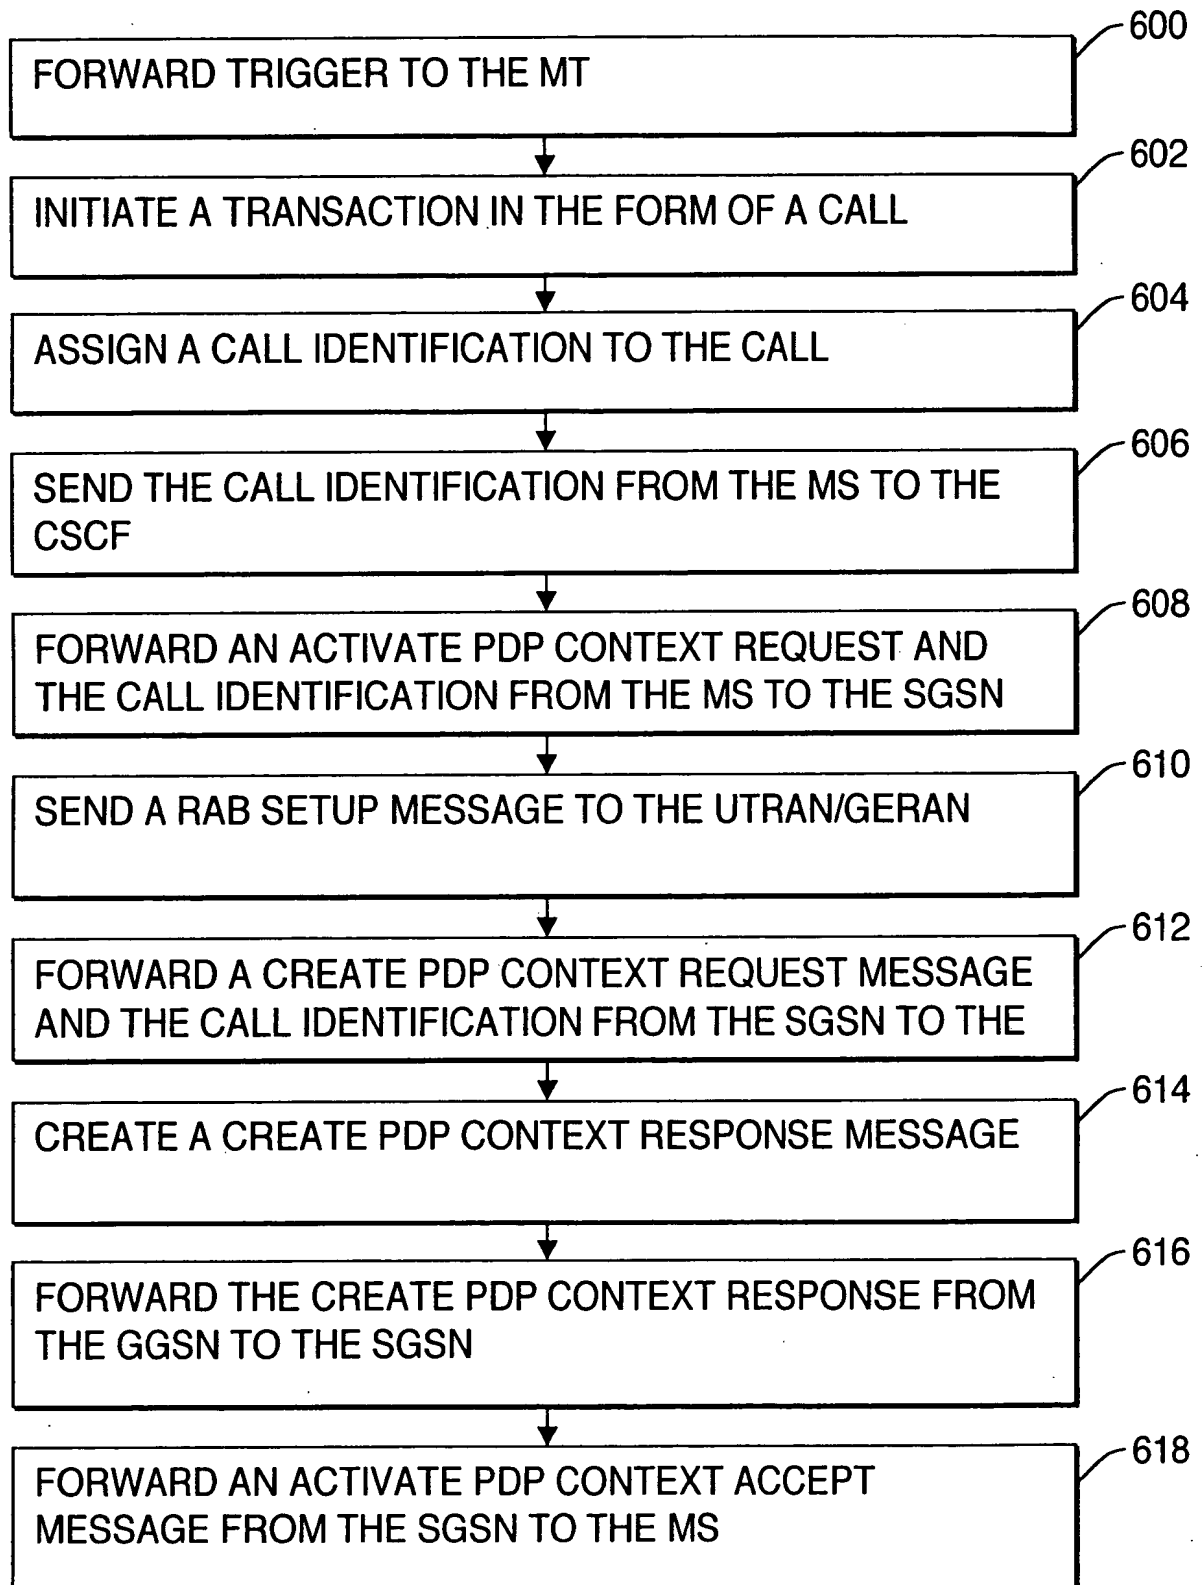 600
FORWARD TRIGGER TO THE MT
602
INITIATE A TRANSACTION IN THE FORM OF A CALL
604
ASSIGN A CALL IDENTIFICATION TO THE CALL
606
SEND THE CALL IDENTIFICATION FROM THE MS TO THE
CSCF
608
FORWARD AN ACTIVATE PDP CONTEXT REQUEST AND
THE CALL IDENTIFICATION FROM THE MS TO THE SGSN
610
SEND A RAB SETUP MESSAGE TO THE UTRAN/GERAN
612
FORWARD A CREATE PDP CONTEXT REQUEST MESSAGE
AND THE CALL IDENTIFICATION FROM THE SGSN TO THE
614
CREATE A CREATE PDP CONTEXT RESPONSE MESSAGE
616
FORWARD THE CREATE PDP CONTEXT RESPONSE FROM
THE GGSN TO THE SGSN
618
FORWARD AN ACTIVATE PDP CONTEXT ACCEPT
MESSAGE FROM THE SGSN TO THE MS